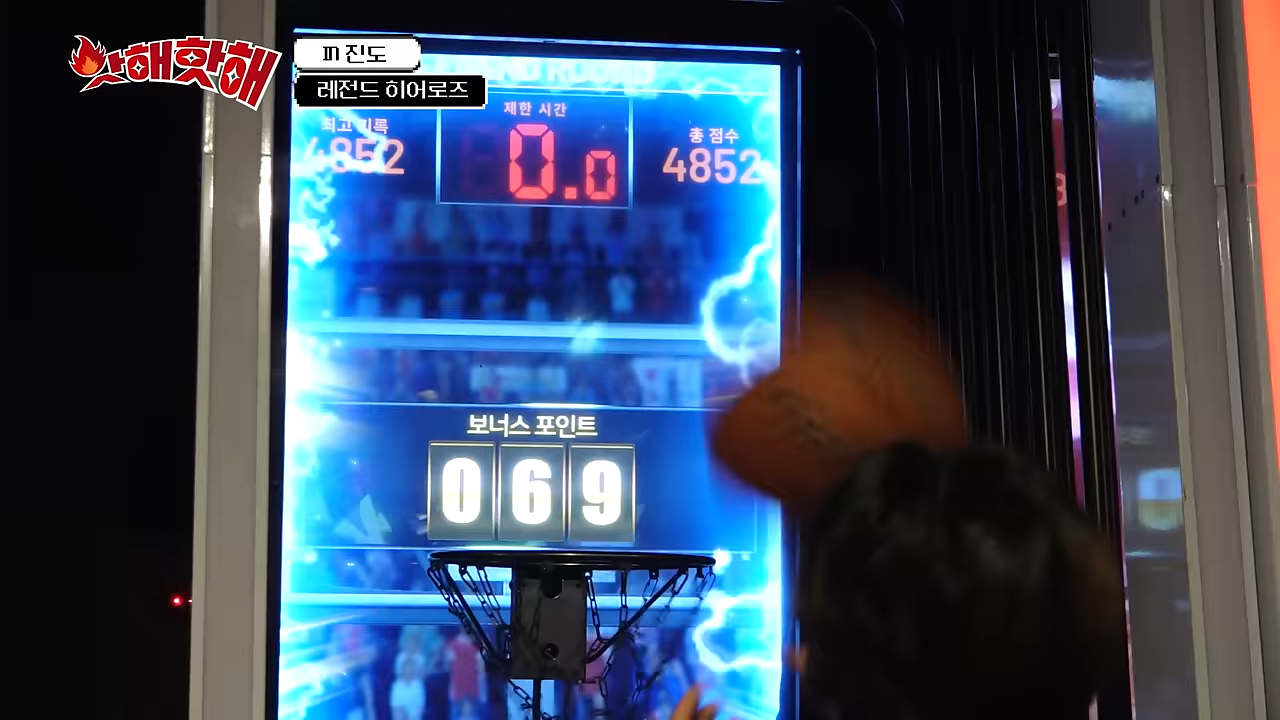 핫해핫해
in 진도
레전드 히어로즈
제한 시간
최고 기록
4852
0.0
총 점수
4852
보너스 포인트
069